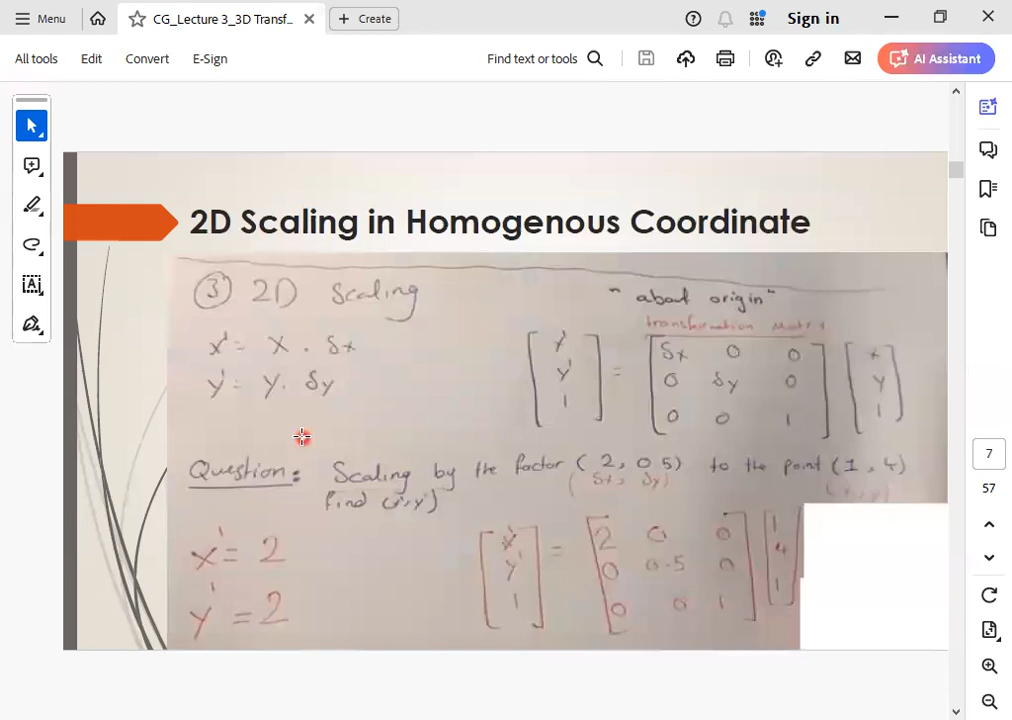 Menu
CG_Lecture 3_3D Transf...
Create
Sign in
All tools
Edit
Convert
E-Sign
Find text or tools
AI Assistant
2D Scaling in Homogenous Coordinate
③ 2D Scaling
"about origin"
transformation Matrix
x' = X . Sx
y' = y . Sy
[x' y' 1] = [Sx 0 0 0 Sy 0 0 0 1] [x y 1]
Question: Scaling by the factor (2, 0.5) to the point (1, 4)
(Sx, Sy) (x, y)
find (x', y')
x' = 2
y' = 2
[x' y' 1] = [2 0 0 0 0.5 0 0 0 1] [1 4 1]
7
57